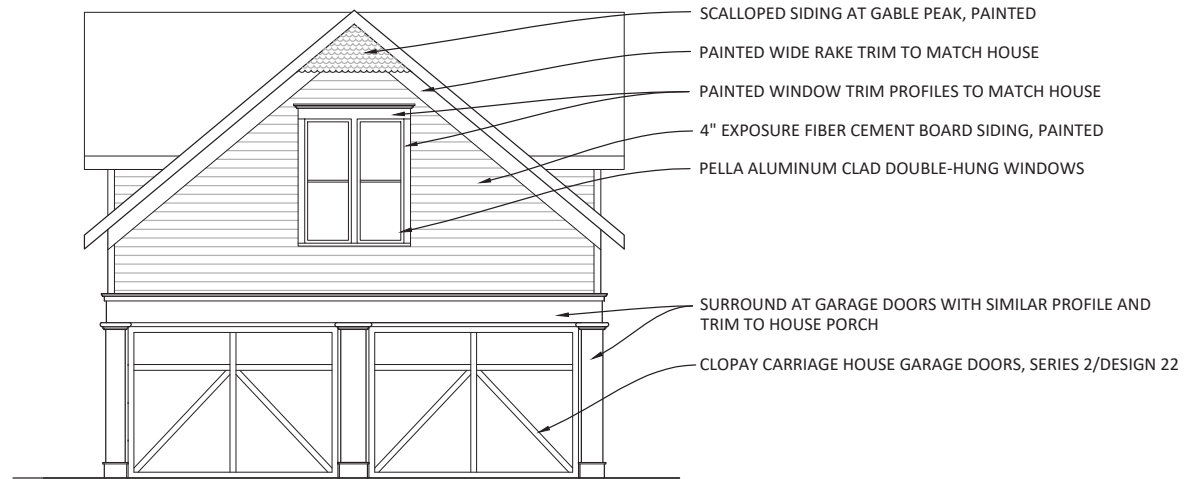 SCALLOPED SIDING AT GABLE PEAK, PAINTED
PAINTED WIDE RAKE TRIM TO MATCH HOUSE
PAINTED WINDOW TRIM PROFILES TO MATCH HOUSE
4" EXPOSURE FIBER CEMENT BOARD SIDING, PAINTED
PELLA ALUMINUM CLAD DOUBLE-HUNG WINDOWS
SURROUND AT GARAGE DOORS WITH SIMILAR PROFILE AND
TRIM TO HOUSE PORCH
CLOPAY CARRIAGE HOUSE GARAGE DOORS, SERIES 2/DESIGN 22